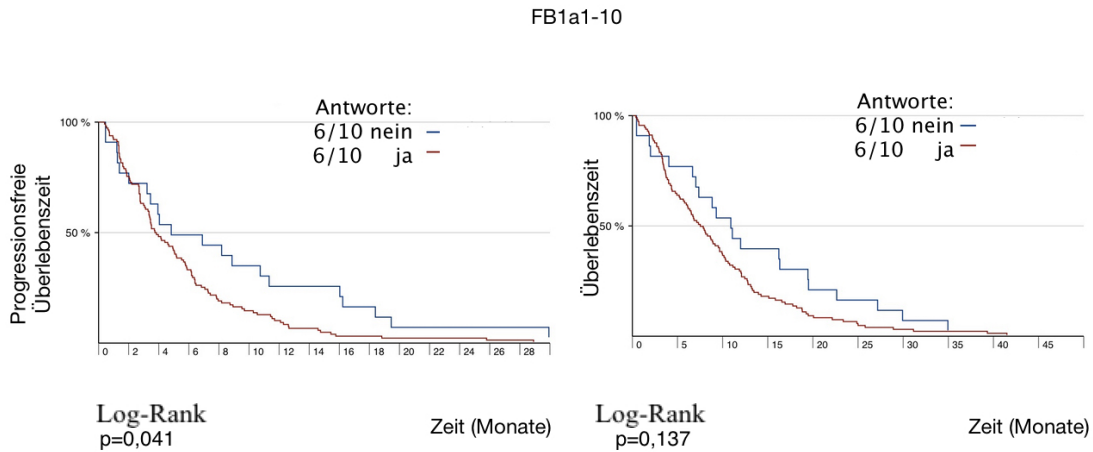 FB1a1-10
Antworte:
6/10 nein
6/10 ja
100 %
50 %
Progressionsfreie
Überlebenszeit
0 2 4 6 8 10 12 14 16 18 20 22 24 26 28
Log-Rank
p=0,041
Zeit (Monate)
Antworte:
6/10 nein
6/10 ja
100 %
50 %
Überlebenszeit
0 5 10 15 20 25 30 35 40 45
Log-Rank
p=0,137
Zeit (Monate)